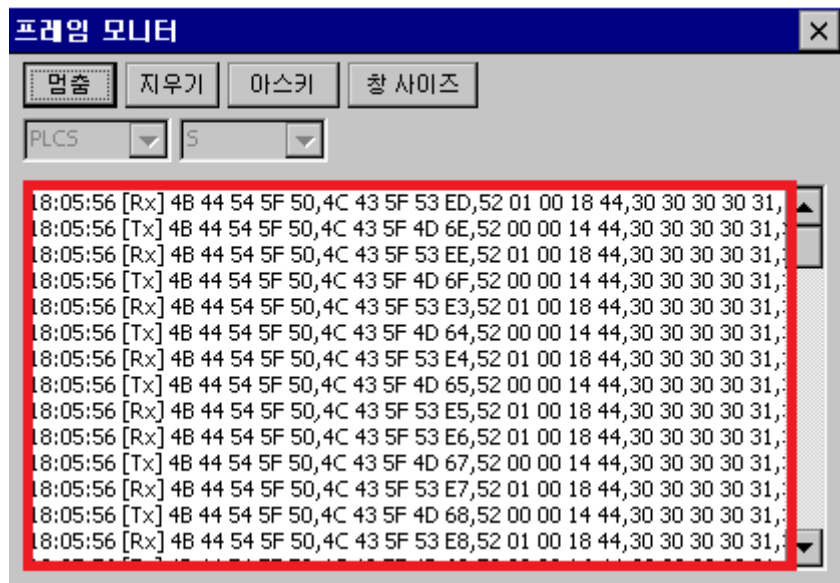 프레임 모니터
멈춤 지우기 아스키 창 사이즈
PLCS S
18:05:56 [Rx] 4B 44 54 5F 50,4C 43 5F 53 ED,52 01 00 18 44,30 30 30 30 31,
18:05:56 [Tx] 4B 44 54 5F 50,4C 43 5F 4D 6E,52 00 00 14 44,30 30 30 30 31,
18:05:56 [Rx] 4B 44 54 5F 50,4C 43 5F 53 EE,52 01 00 18 44,30 30 30 30 31,
18:05:56 [Tx] 4B 44 54 5F 50,4C 43 5F 4D 6F,52 00 00 14 44,30 30 30 30 31,
18:05:56 [Rx] 4B 44 54 5F 50,4C 43 5F 53 E3,52 01 00 18 44,30 30 30 30 31,
18:05:56 [Tx] 4B 44 54 5F 50,4C 43 5F 4D 64,52 00 00 14 44,30 30 30 30 31,
18:05:56 [Rx] 4B 44 54 5F 50,4C 43 5F 53 E4,52 01 00 18 44,30 30 30 30 31,
18:05:56 [Tx] 4B 44 54 5F 50,4C 43 5F 4D 65,52 00 00 14 44,30 30 30 30 31,
18:05:56 [Rx] 4B 44 54 5F 50,4C 43 5F 53 E5,52 01 00 18 44,30 30 30 30 31,
18:05:56 [Rx] 4B 44 54 5F 50,4C 43 5F 53 E6,52 01 00 18 44,30 30 30 30 31,
18:05:56 [Tx] 4B 44 54 5F 50,4C 43 5F 4D 67,52 00 00 14 44,30 30 30 30 31,
18:05:56 [Rx] 4B 44 54 5F 50,4C 43 5F 53 E7,52 01 00 18 44,30 30 30 30 31,
18:05:56 [Tx] 4B 44 54 5F 50,4C 43 5F 4D 68,52 00 00 14 44,30 30 30 30 31,
18:05:56 [Rx] 4B 44 54 5F 50,4C 43 5F 53 E8,52 01 00 18 44,30 30 30 30 31,